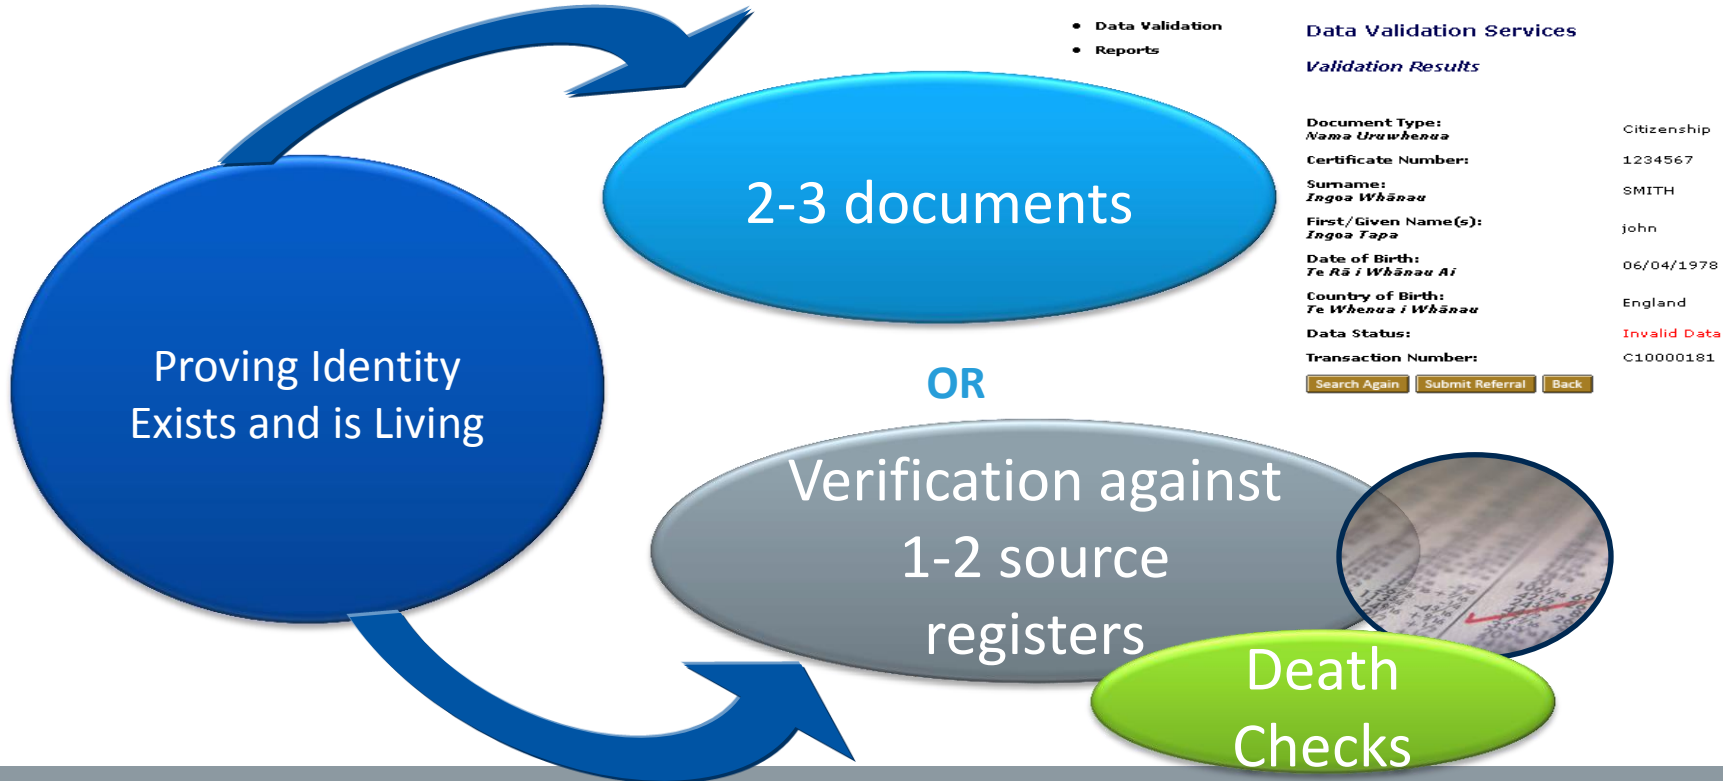 Data Validation
Reports
Data Validation Services
Validation Results
Document Type:
Nama Uruwhenua
Citizenship
Certificate Number:
1234567
Surname:
Ingoa Whānau
SMITH
First/Given Name(s):
Ingoa Tapa
john
Date of Birth:
Te Rā i Whānau Ai
06/04/1978
Country of Birth:
Te Whenua i Whānau
England
Data Status:
Invalid Data
Transaction Number:
C10000181
Search Again
Submit Referral
Back
Proving Identity
Exists and is Living
2-3 documents
OR
Verification against
1-2 source
registers
Death
Checks